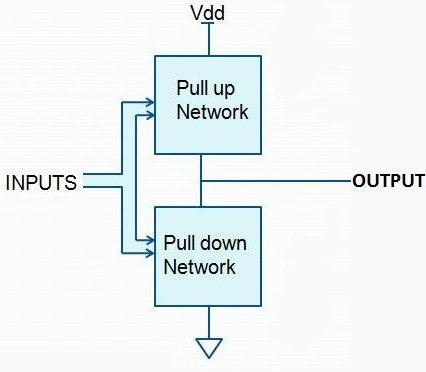 Vdd
Pull up
Network
INPUTS
OUTPUT
Pull down
Network